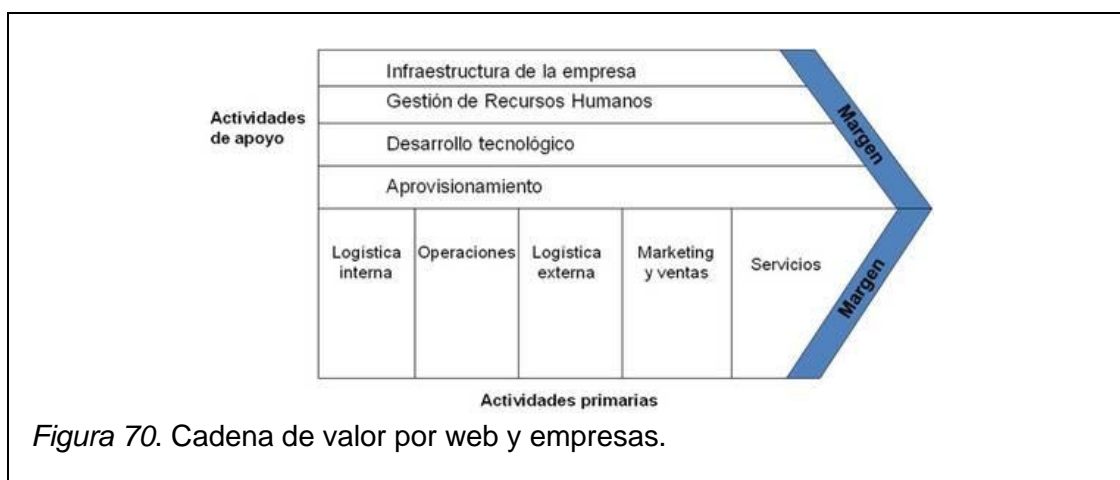 Infraestructura de la empresa
Gestión de Recursos Humanos
Actividades
de apoyo
Desarrollo tecnológico
Aprovisionamiento
Margen
Logística
interna
Operaciones
Logística
externa
Marketing
y ventas
Servicios
Margen
Actividades primarias
Figura 70. Cadena de valor por web y empresas.